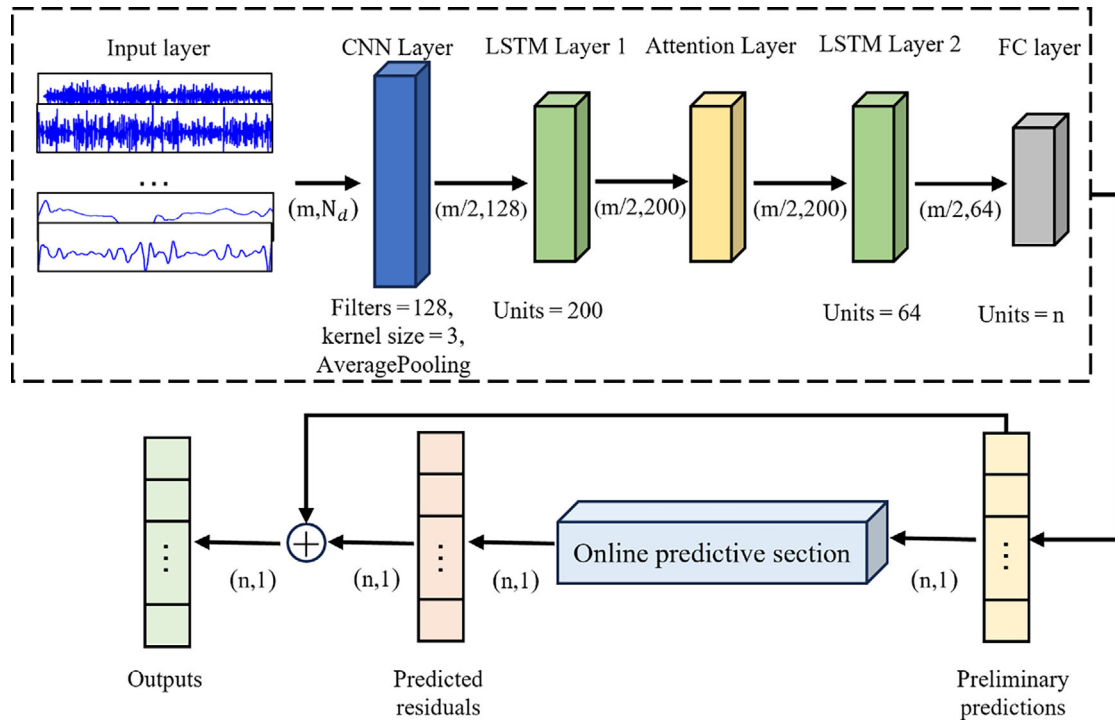 Input layer
CNN Layer
LSTM Layer 1
Attention Layer
LSTM Layer 2
FC layer
...
(m,N_d)
(m/2,128)
(m/2,200)
(m/2,200)
(m/2,64)
Filters = 128,
kernel size = 3,
AveragePooling
Units = 200
Units = 64
Units = n
Outputs
(n,1)
+
(n,1)
Predicted
residuals
(n,1)
Online predictive section
(n,1)
Preliminary
predictions